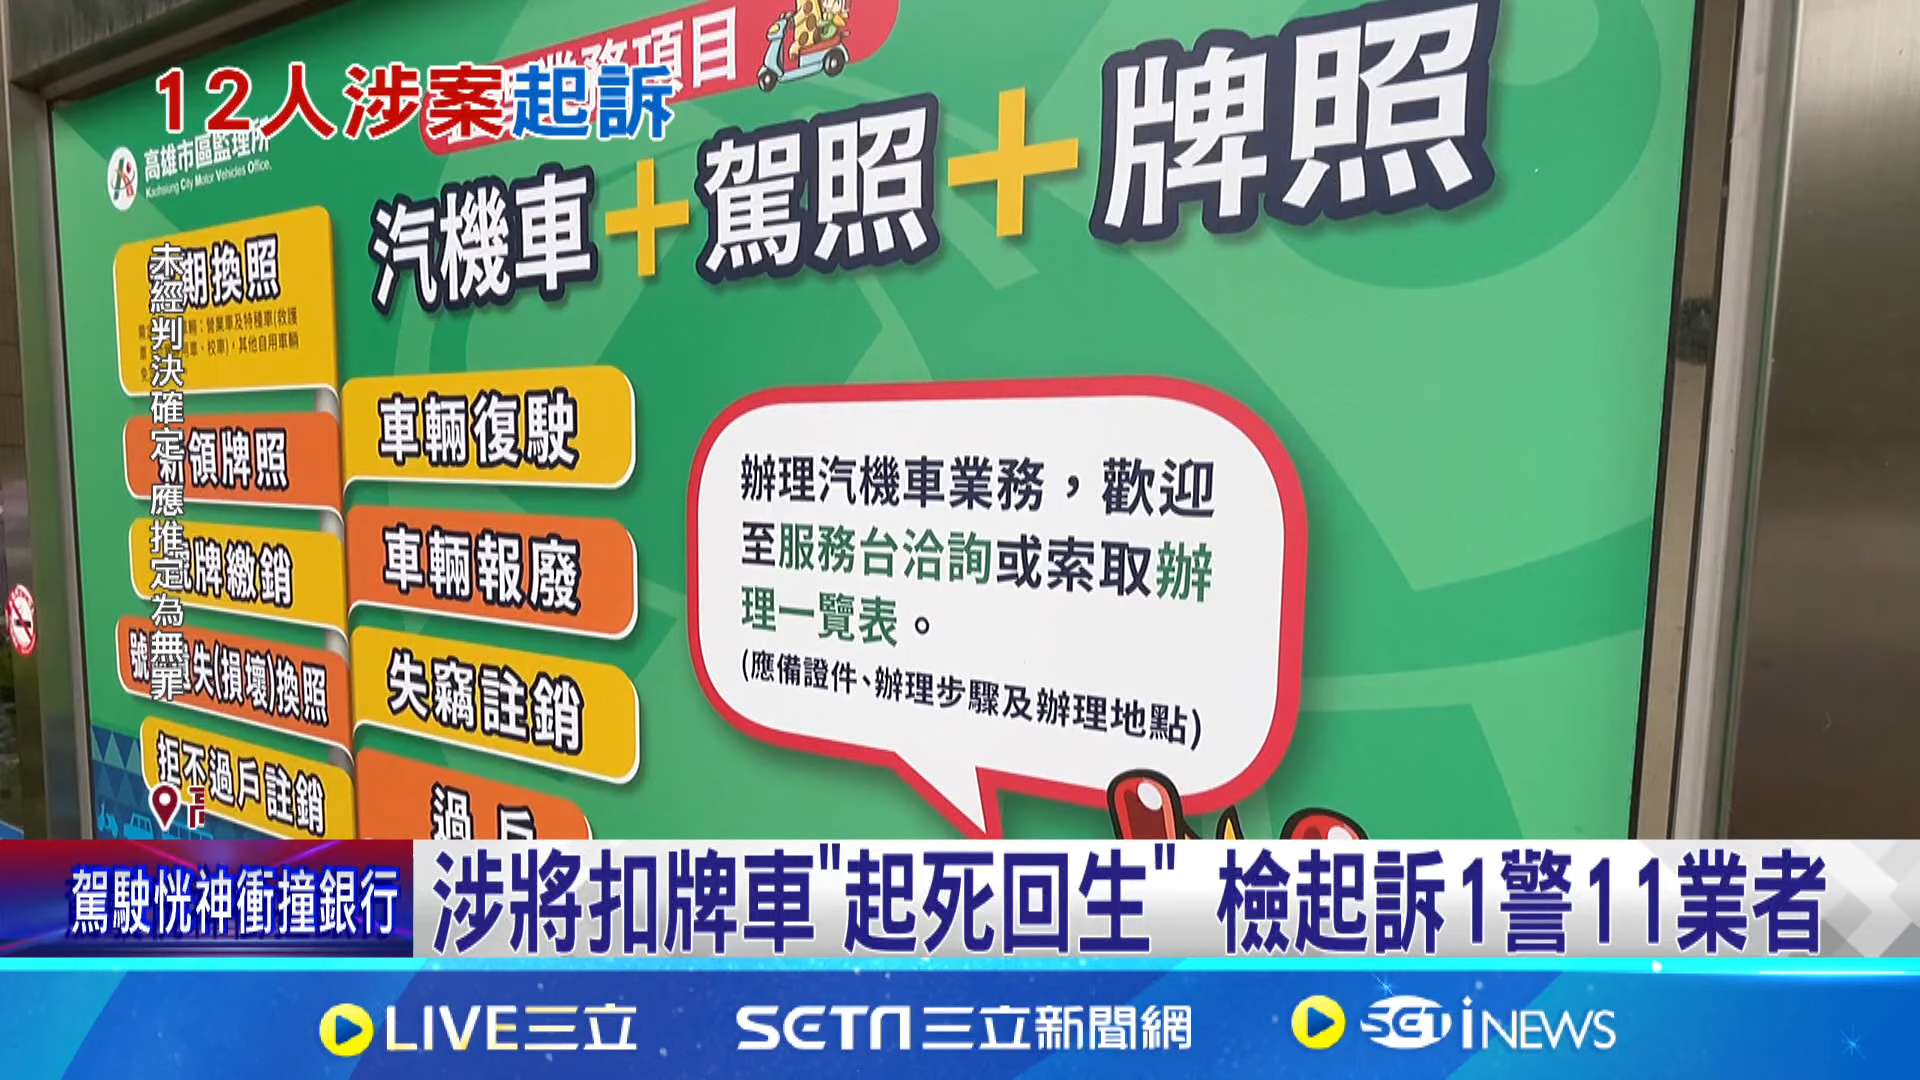 12人涉案起訴
業務項目
高雄市區監理所
Kaohsiung City Motor Vehicles Office.
汽機車+駕照+牌照
未經判決確定 應推定為無罪
期換照
領牌照
牌繳銷
失(損壞)換照
拒不過戶註銷
車輛復駛
車輛報廢
失竊註銷
過戶
辦理汽機車業務，歡迎
至服務台洽詢或索取辦
理一覽表。
(應備證件、辦理步驟及辦理地點)
駕駛恍神衝撞銀行
涉將扣牌車"起死回生" 檢起訴1警11業者
LIVE三立
SETN三立新聞網
SET iNEWS